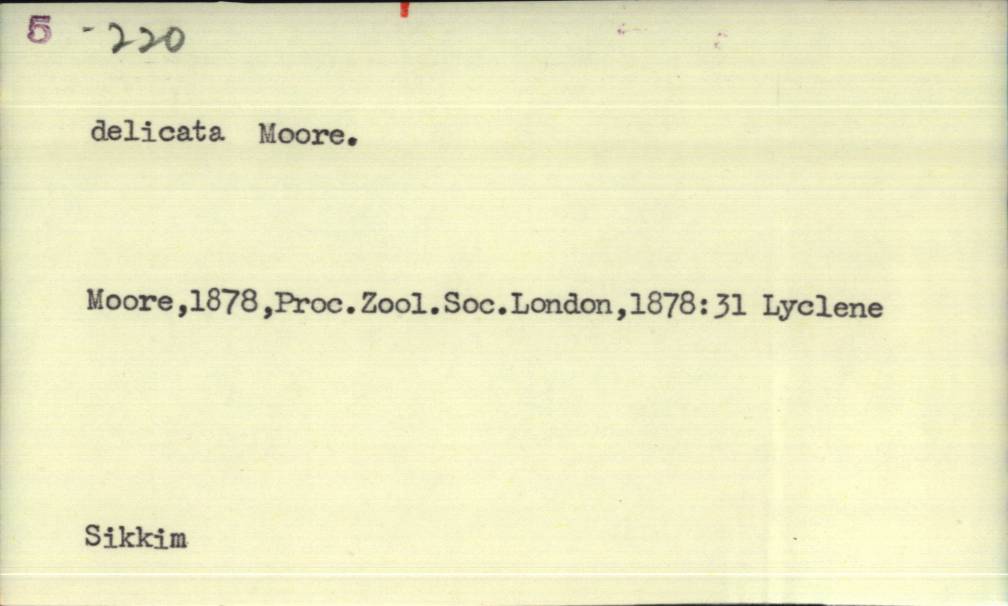 5 - 220
delicata Moore.
Moore,1878,Proc.Zool.Soc.London,1878:31 Lyclene
Sikkim